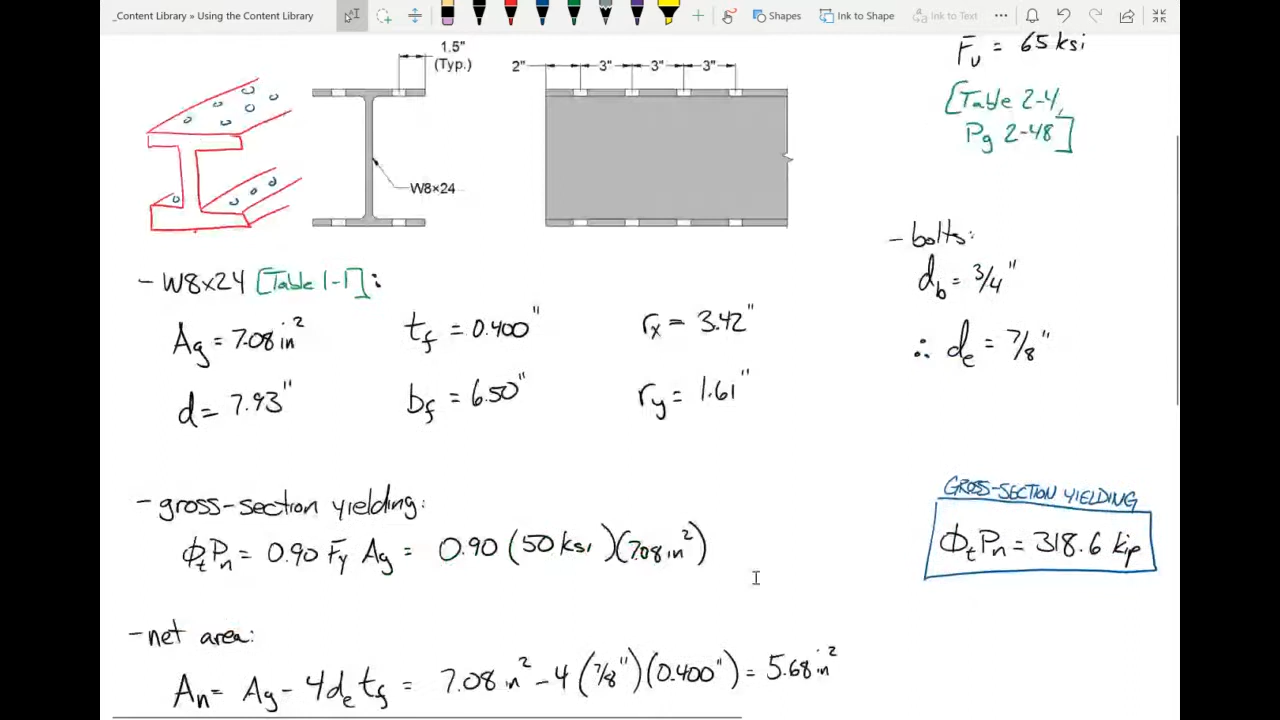 _Content Library » Using the Content Library
Shapes
Ink to Shape
Ink to Text
1.5"
(Typ.)
2" 3" 3" 3"
W8×24
Fu = 65 ksi
[Table 2-4,
Pg 2-48]
- bolts:
db = 3/4"
∴ de = 7/8"
- W8x24 [Table 1-1]:
Ag = 7.08 in² tf = 0.400" rx = 3.42"
d = 7.93" bf = 6.50" ry = 1.61"
- gross-section yielding:
ΦtPn = 0.90 Fy Ag = 0.90 (50 ksi)(7.08 in²)
GROSS-SECTION YIELDING
ΦtPn = 318.6 kip
- net area:
An = Ag - 4 de tf = 7.08 in² - 4 (7/8")(0.400") = 5.68 in²